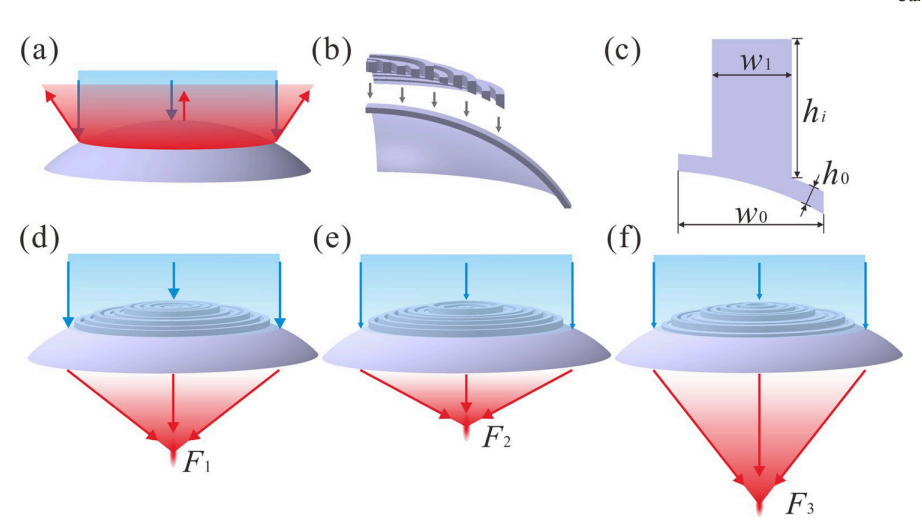 (a)
(b)
(c)
w₁
hᵢ
h₀
w₀
(d)
(e)
(f)
F₁
F₂
F₃